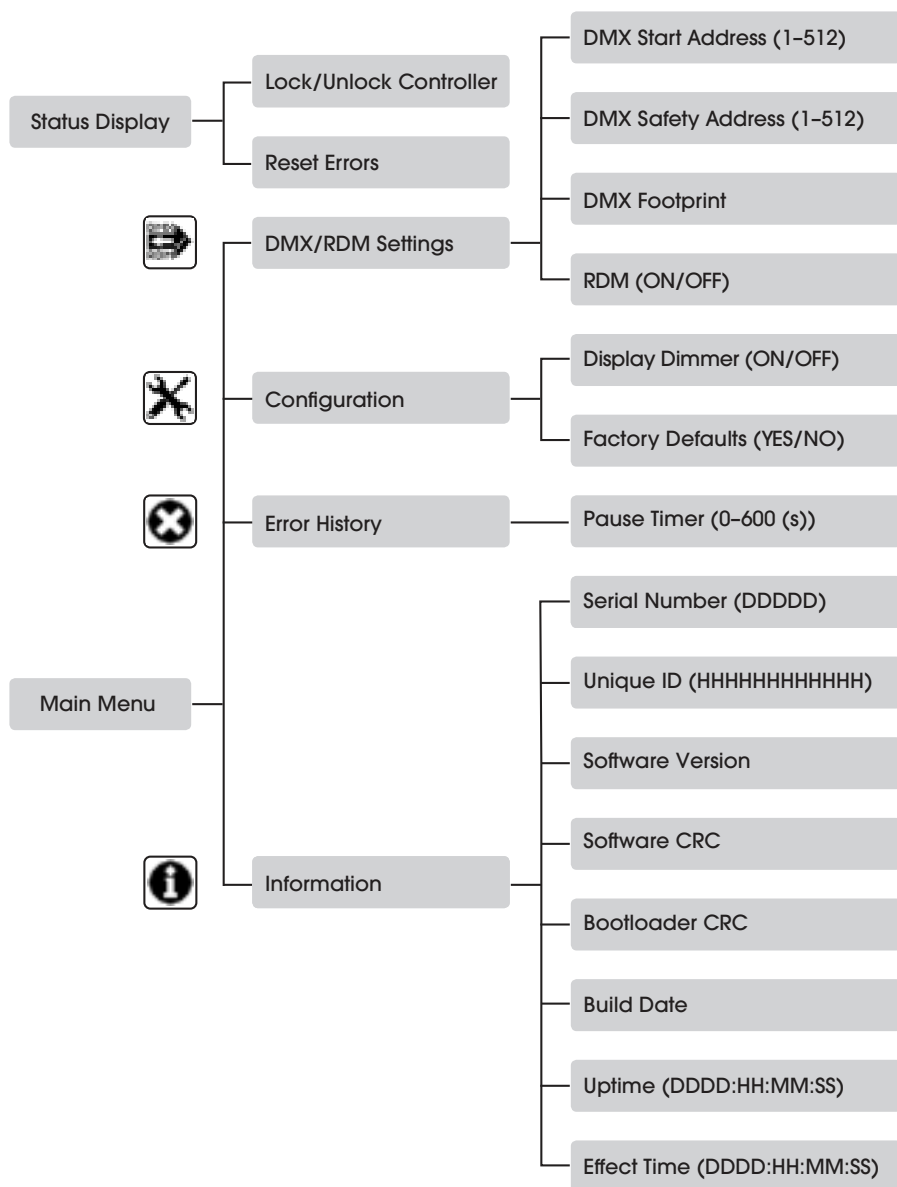 Status Display
Lock/Unlock Controller
Reset Errors
Main Menu
DMX/RDM Settings
DMX Start Address (1–512)
DMX Safety Address (1–512)
DMX Footprint
RDM (ON/OFF)
Configuration
Display Dimmer (ON/OFF)
Factory Defaults (YES/NO)
Error History
Pause Timer (0–600 (s))
Information
Serial Number (DDDDD)
Unique ID (HHHHHHHHHHHH)
Software Version
Software CRC
Bootloader CRC
Build Date
Uptime (DDDD:HH:MM:SS)
Effect Time (DDDD:HH:MM:SS)